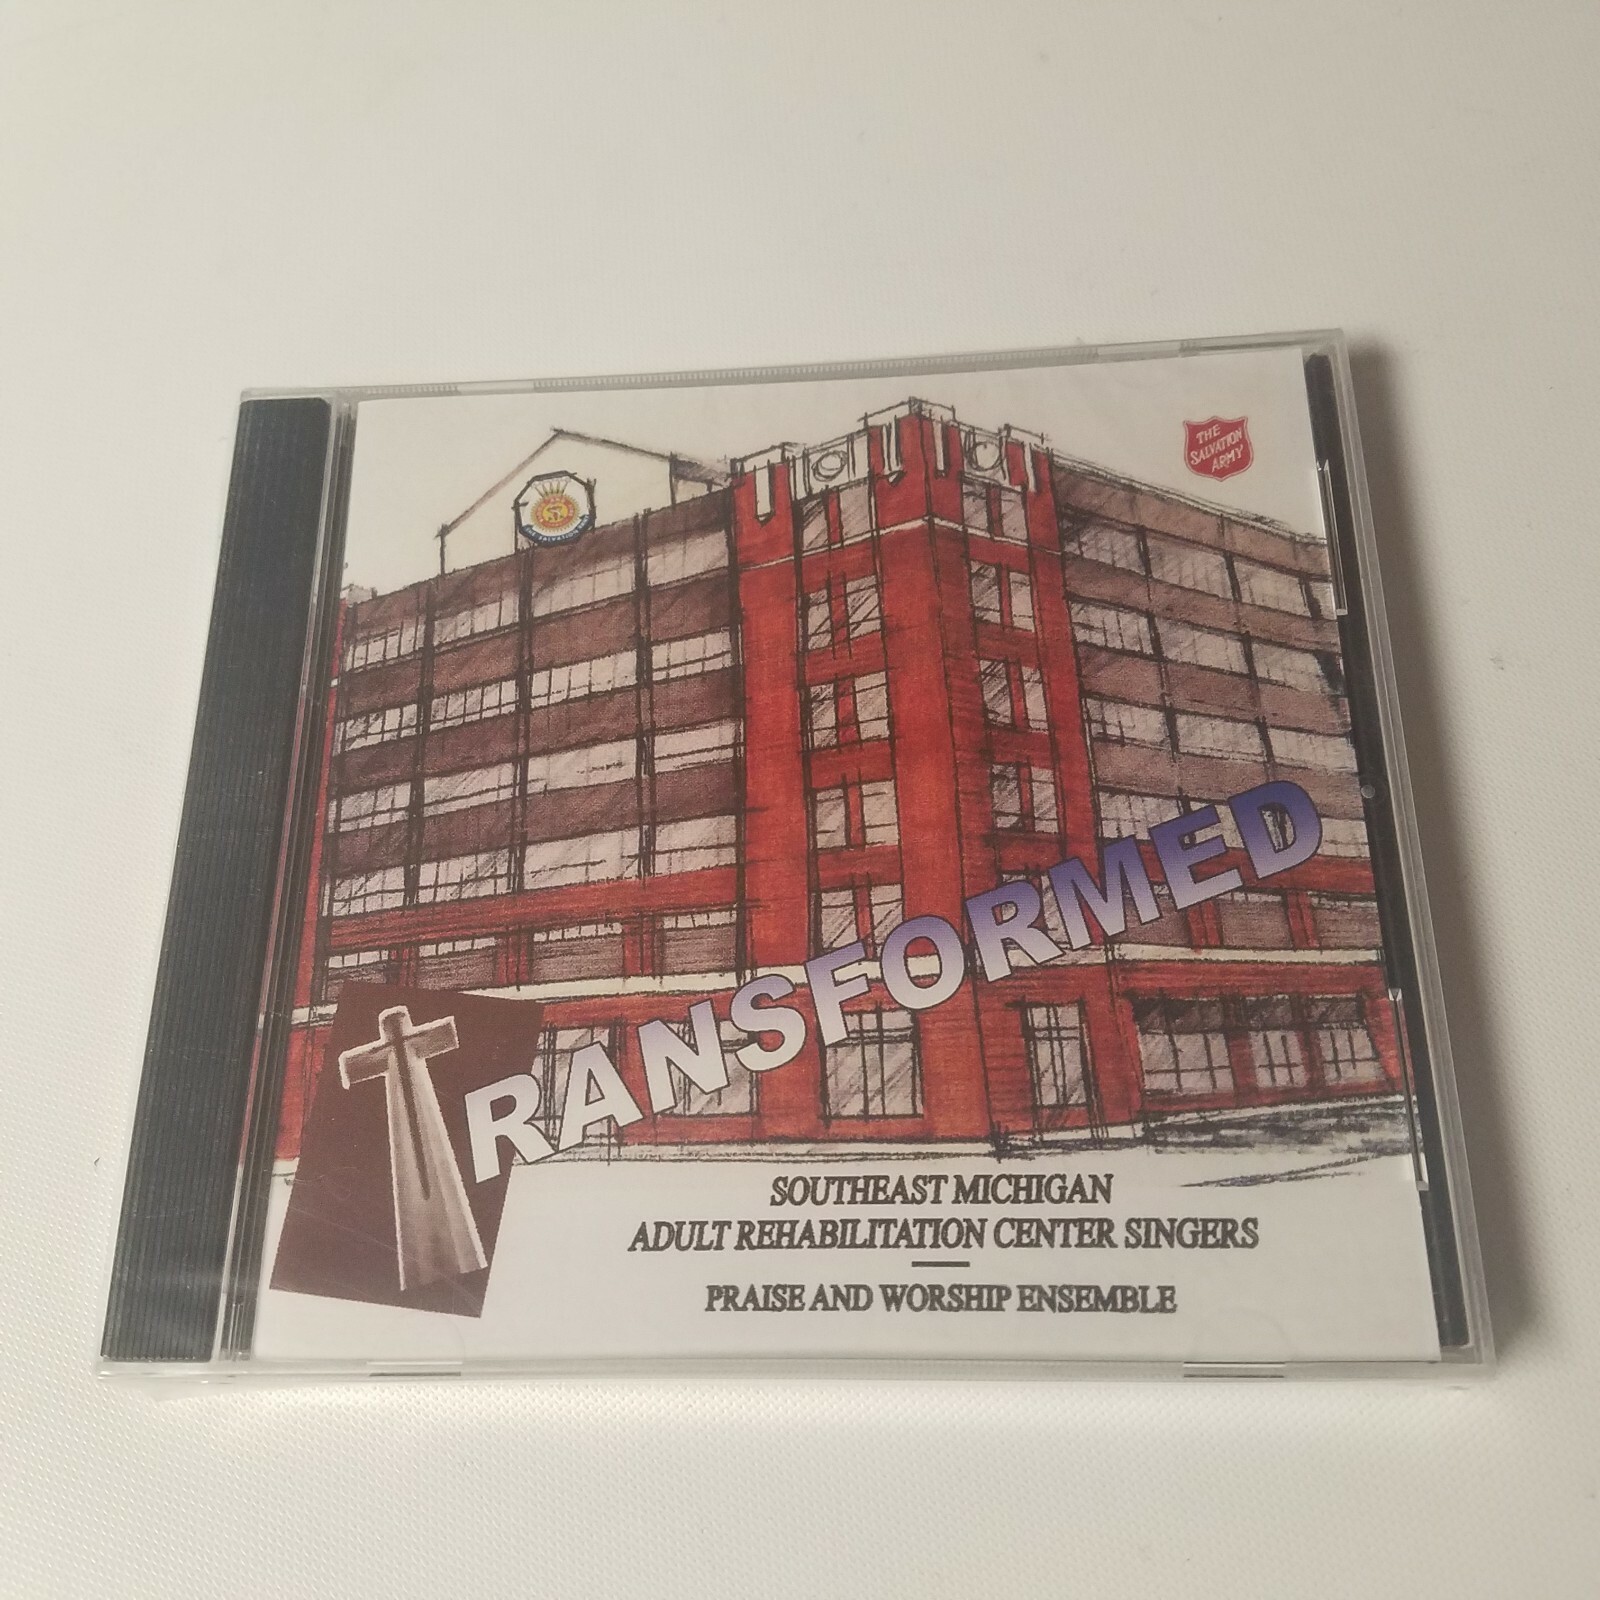 THE
SALVATION
ARMY
TRANSFORMED
SOUTHEAST MICHIGAN
ADULT REHABILITATION CENTER SINGERS
PRAISE AND WORSHIP ENSEMBLE